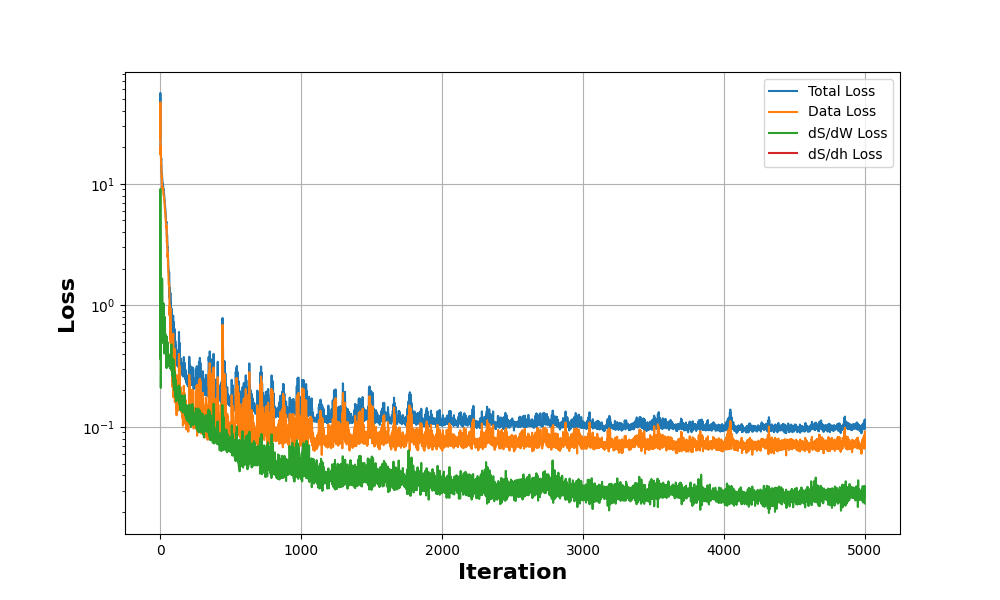 Total Loss
Data Loss
dS/dW Loss
dS/dh Loss
Loss
10¹
10⁰
10⁻¹
0 1000 2000 3000 4000 5000
Iteration